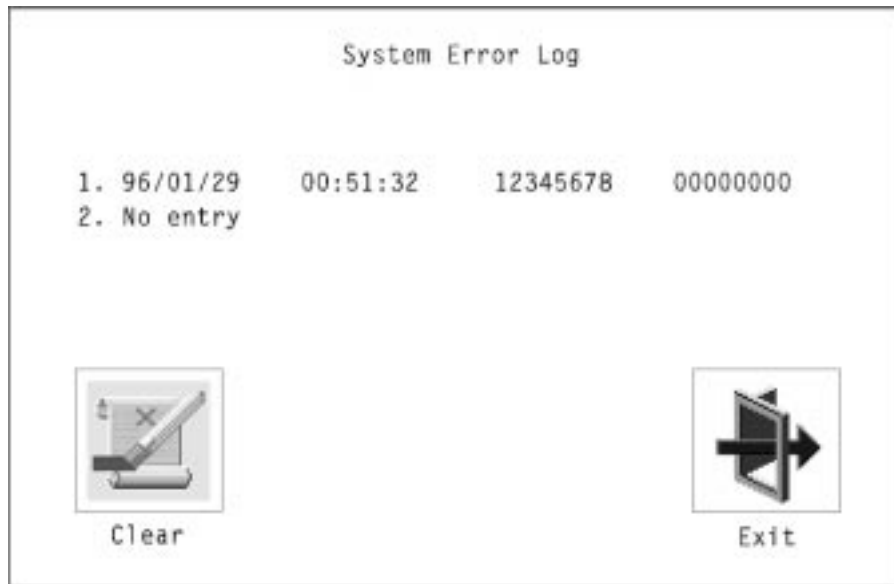 System Error Log
1. 96/01/29 00:51:32 12345678 00000000
2. No entry
Clear
Exit